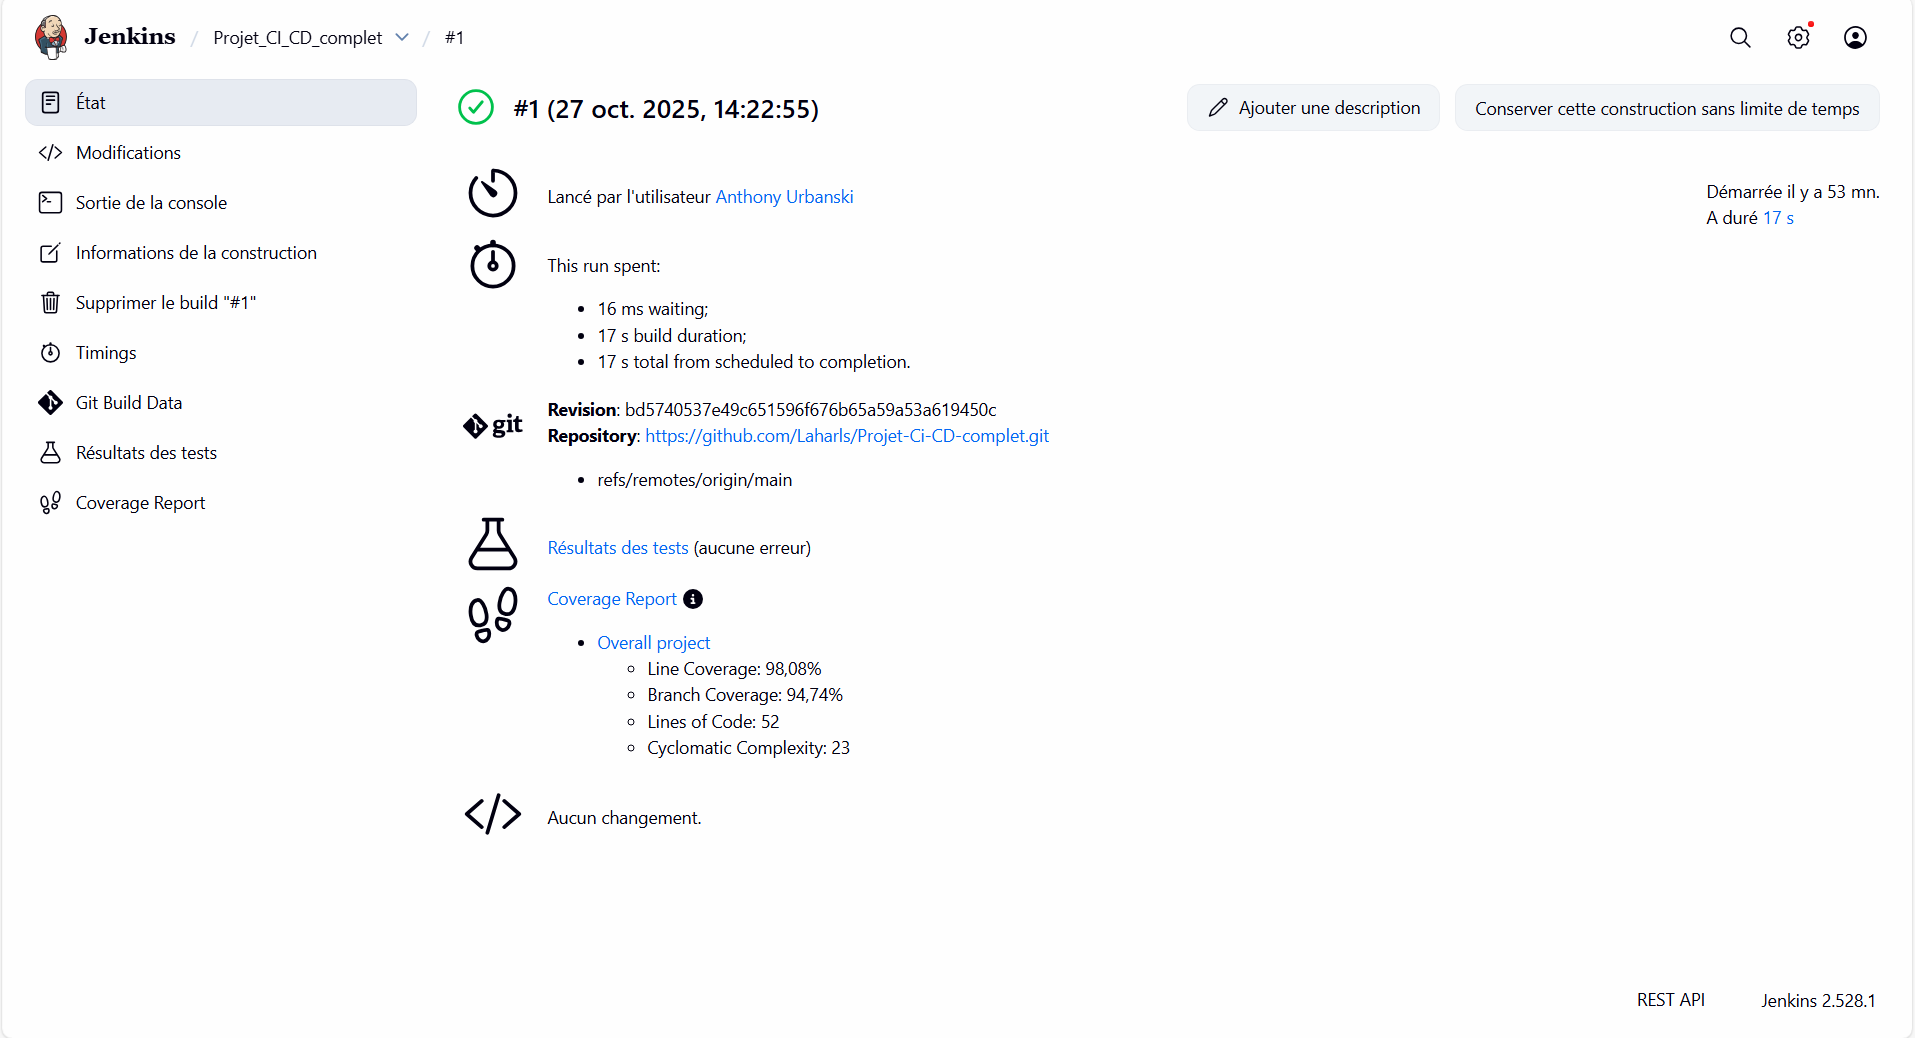 Jenkins / Projet_CI_CD_complet / #1
État
Modifications
Sortie de la console
Informations de la construction
Supprimer le build "#1"
Timings
Git Build Data
Résultats des tests
Coverage Report
#1 (27 oct. 2025, 14:22:55)
Ajouter une description
Conserver cette construction sans limite de temps
Lancé par l'utilisateur Anthony Urbanski
Démarrée il y a 53 mn.
A duré 17 s
This run spent:
16 ms waiting;
17 s build duration;
17 s total from scheduled to completion.
git
Revision: bd5740537e49c651596f676b65a59a53a619450c
Repository: https://github.com/Laharls/Projet-Ci-CD-complet.git
refs/remotes/origin/main
Résultats des tests (aucune erreur)
Coverage Report
Overall project
Line Coverage: 98,08%
Branch Coverage: 94,74%
Lines of Code: 52
Cyclomatic Complexity: 23
Aucun changement.
REST API
Jenkins 2.528.1